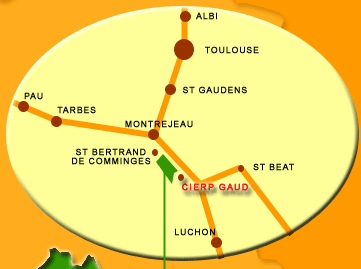 ALBI
TOULOUSE
ST GAUDENS
PAU
TARBES
MONTREJEAU
ST BERTRAND
DE COMMINGES
ST BEAT
CIERP GAUD
LUCHON